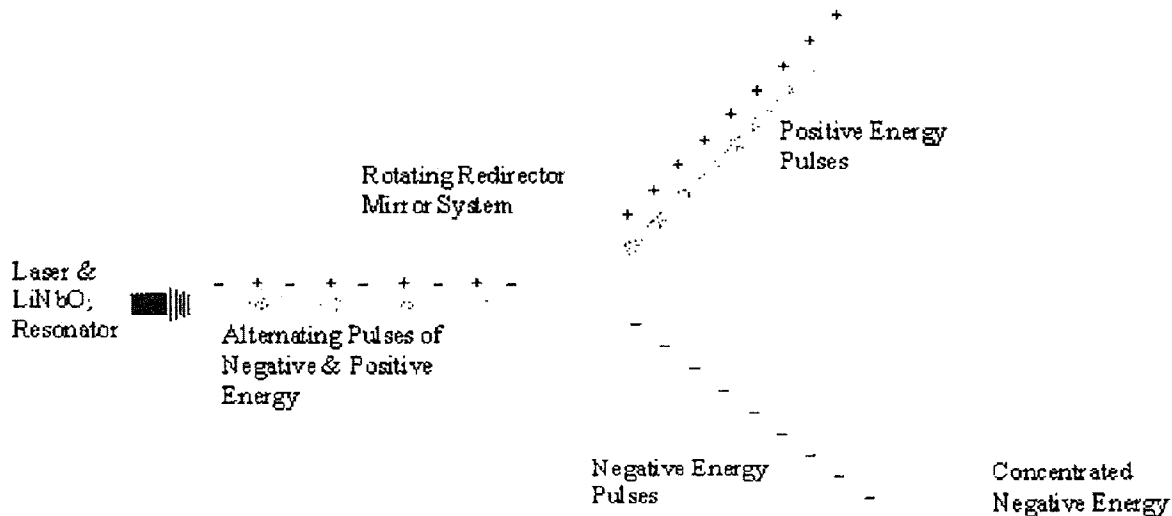 Positive Energy
Pulses
Rotating Redirector
Mirror System
Laser &
LiNbO3
Resonator
- + - + - + - + -
Alternating Pulses of
Negative & Positive
Energy
Negative Energy
Pulses
Concentrated
Negative Energy